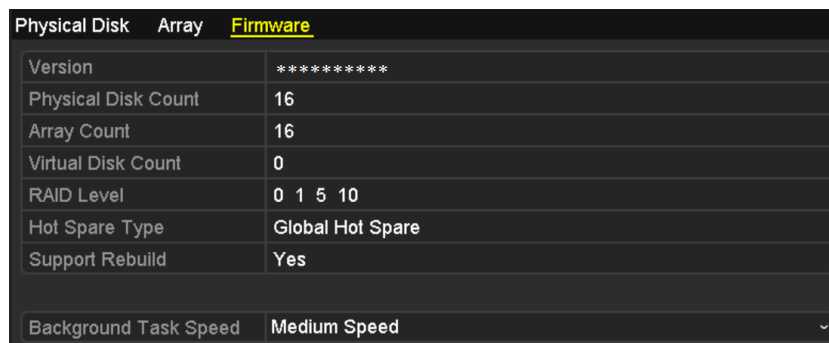 Physical Disk Array Firmware
Version **********
Physical Disk Count 16
Array Count 16
Virtual Disk Count 0
RAID Level 0 1 5 10
Hot Spare Type Global Hot Spare
Support Rebuild Yes
Background Task Speed Medium Speed